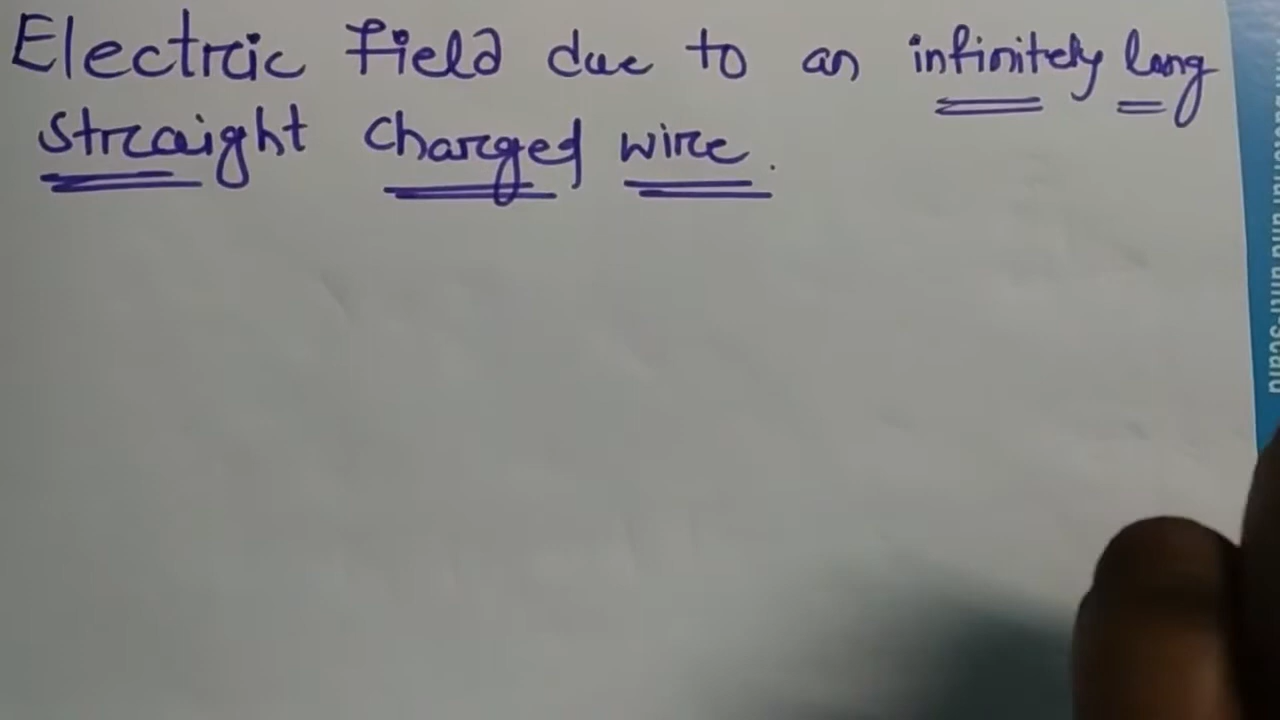 Electric Field due to an infinitely long
straight charged wire.